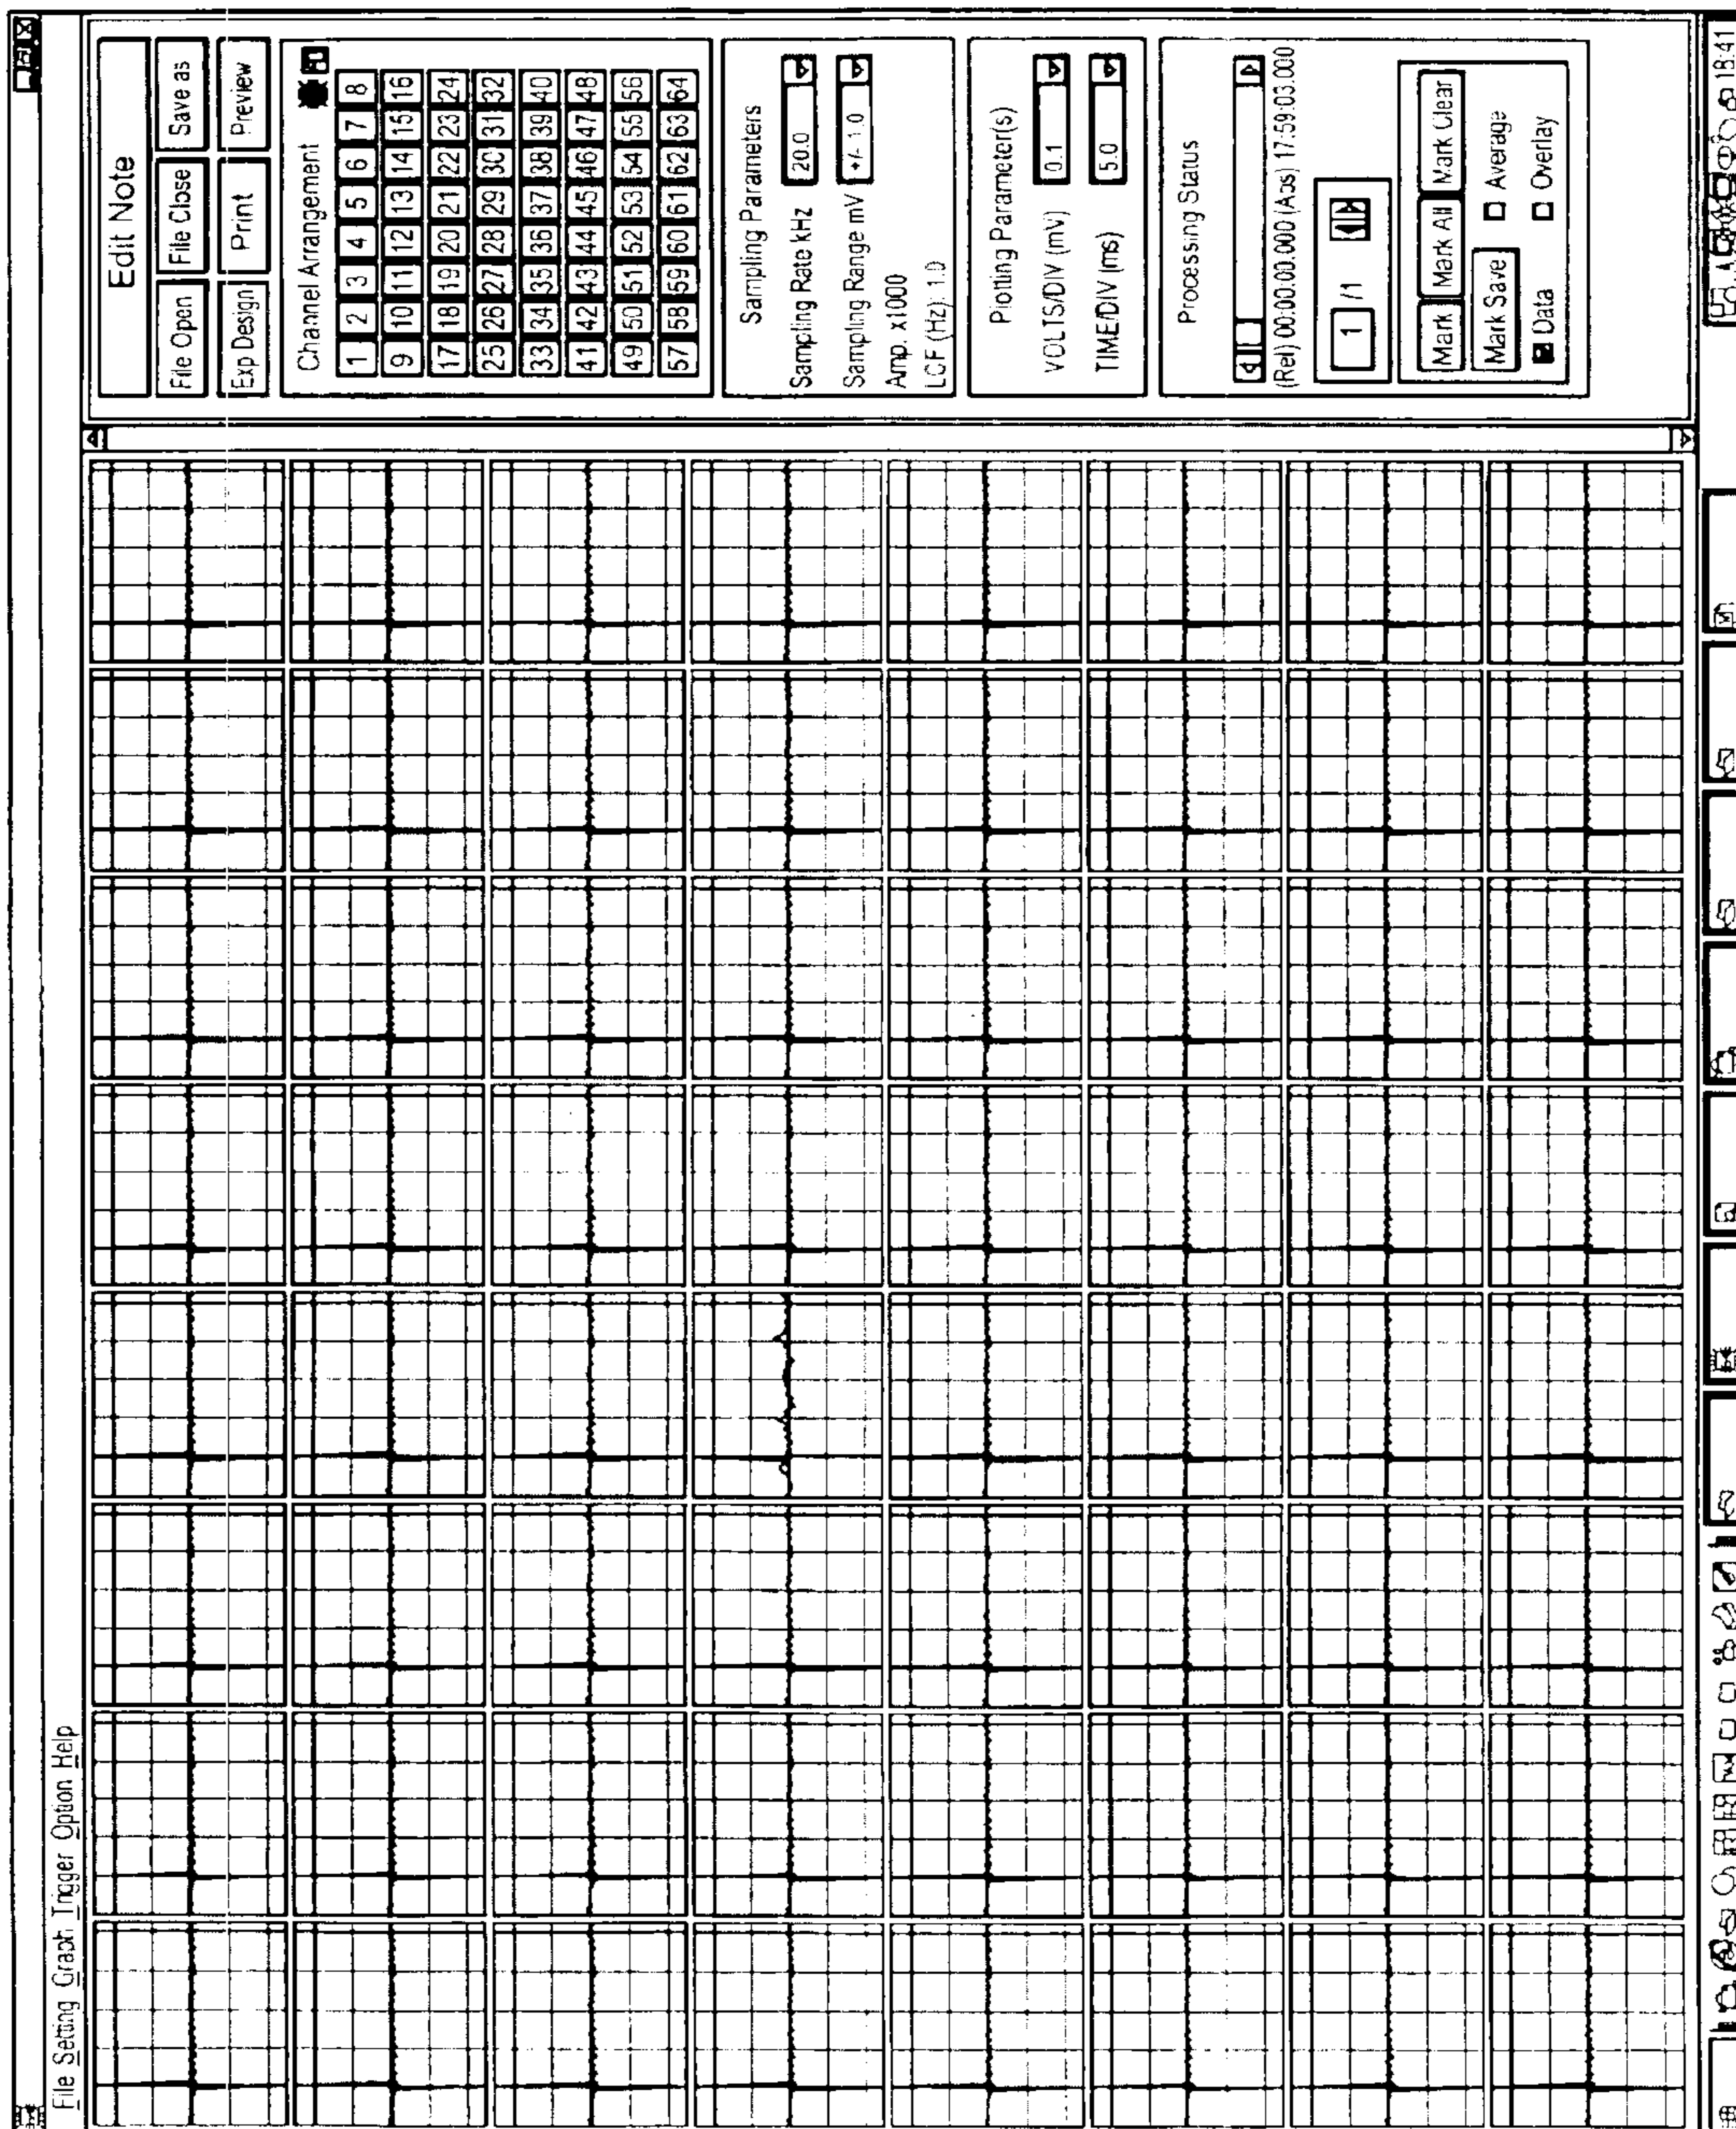 File Setting Graph Trigger Option Help
Edit Note
File Open File Close Save as
Exp Design Print Preview
Channel Arrangement
1 2 3 4 5 6 7 8
9 10 11 12 13 14 15 16
17 18 19 20 21 22 23 24
25 26 27 28 29 30 31 32
33 34 35 36 37 38 39 40
41 42 43 44 45 46 47 48
49 50 51 52 53 54 55 56
57 58 59 60 61 62 63 64
Sampling Parameters
Sampling Rate kHz 20.0
Sampling Range mV +/- 1.0
Amp. x1000
LCF (Hz): 1.0
Plotting Parameter(s)
VOLTS/DIV (mV) 0.1
TIME/DIV (ms) 5.0
Processing Status
(Rel) 00:00:00.000 (Abs) 17:59:03.000
1 /1
Mark Mark All Mark Clear
Mark Save
Data Average
Overlay
18:41